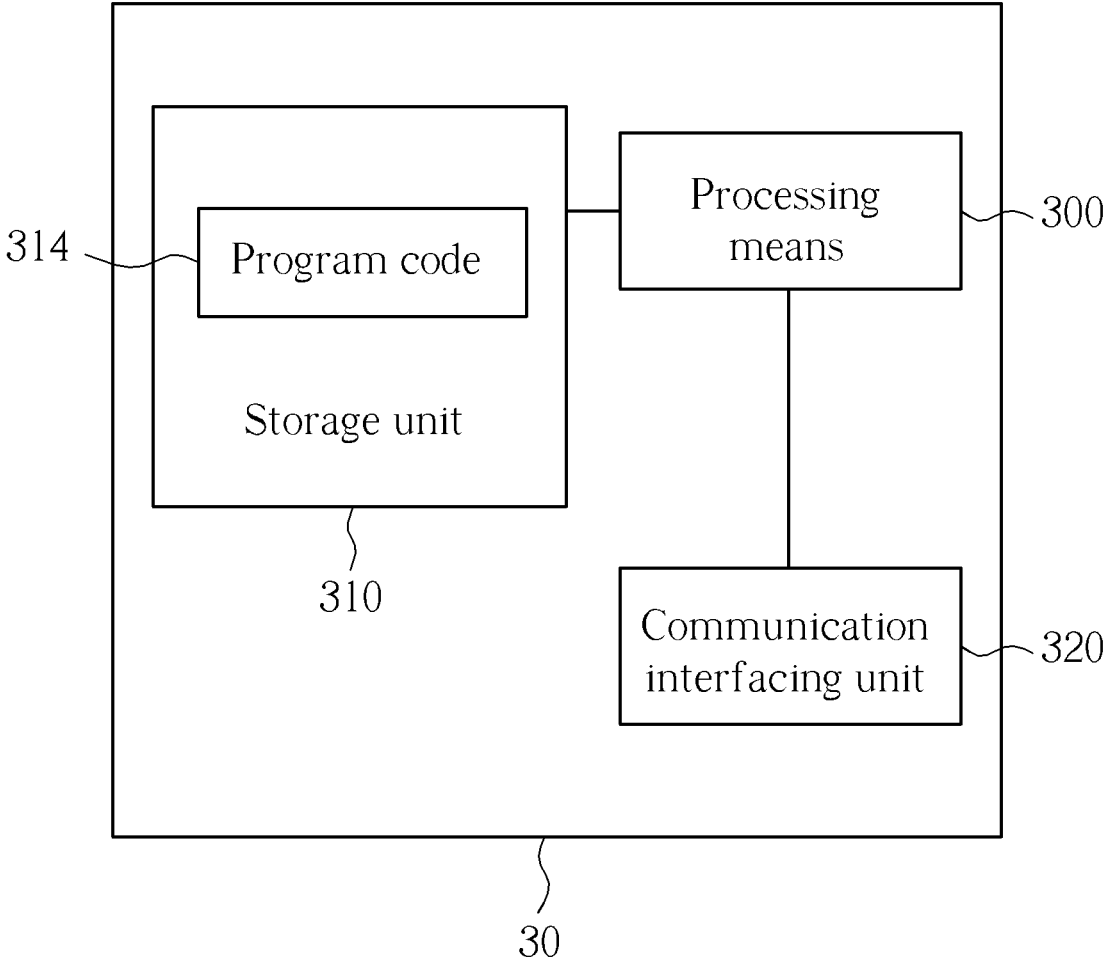 Processing
means
300
314
Program code
Storage unit
310
Communication
interfacing unit
320
30